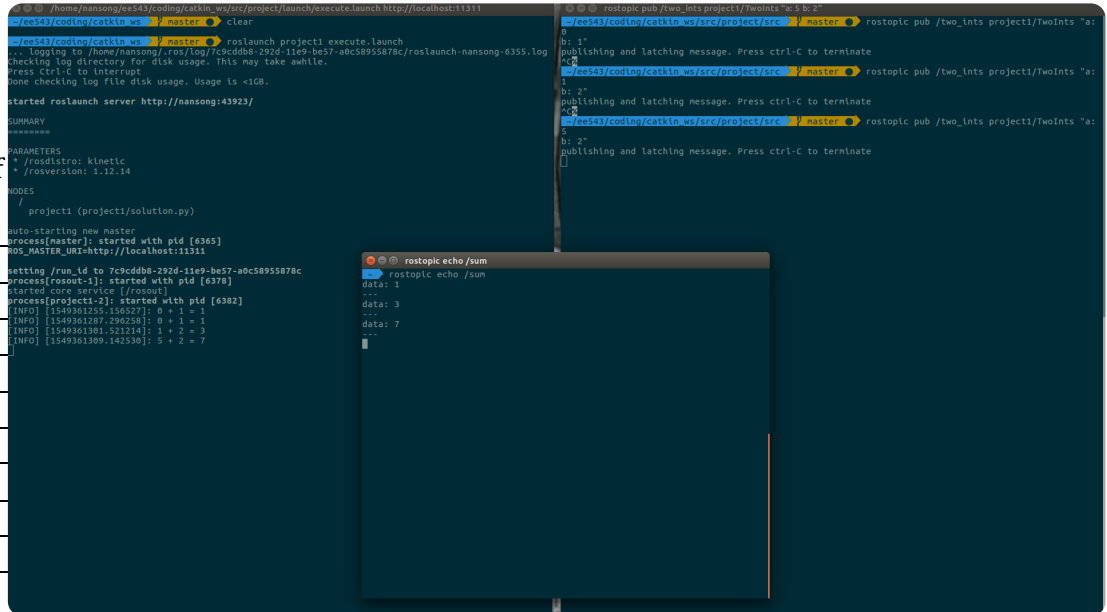 /home/nansong/ee543/coding/catkin_ws/src/project/launch/execute.launch http://localhost:11311
~/ee543/coding/catkin_ws master ● clear
~/ee543/coding/catkin_ws master ● roslaunch project1 execute.launch
... logging to /home/nansong/.ros/log/7c9cddb8-292d-11e9-be57-a0c58955878c/roslaunch-nansong-6355.log
Checking log directory for disk usage. This may take awhile.
Press Ctrl-C to interrupt
Done checking log file disk usage. Usage is <1GB.
started roslaunch server http://nansong:43923/
SUMMARY
========
PARAMETERS
* /rosdistro: kinetic
* /rosversion: 1.12.14
NODES
/
project1 (project1/solution.py)
auto-starting new master
process[master]: started with pid [6365]
ROS_MASTER_URI=http://localhost:11311
setting /run_id to 7c9cddb8-292d-11e9-be57-a0c58955878c
process[rosout-1]: started with pid [6378]
started core service [/rosout]
process[project1-2]: started with pid [6382]
[INFO] [1549361255.156527]: 0 + 1 = 1
[INFO] [1549361287.296258]: 0 + 1 = 1
[INFO] [1549361301.521214]: 1 + 2 = 3
[INFO] [1549361309.142530]: 5 + 2 = 7
rostopic pub /two_ints project1/TwoInts "a: 5 b: 2"
~/ee543/coding/catkin_ws/src/project/src master ● rostopic pub /two_ints project1/TwoInts "a:
0
b: 1"
publishing and latching message. Press ctrl-C to terminate
^C%
~/ee543/coding/catkin_ws/src/project/src master ● rostopic pub /two_ints project1/TwoInts "a:
1
b: 2"
publishing and latching message. Press ctrl-C to terminate
^C%
~/ee543/coding/catkin_ws/src/project/src master ● rostopic pub /two_ints project1/TwoInts "a:
5
b: 2"
publishing and latching message. Press ctrl-C to terminate
rostopic echo /sum
~ rostopic echo /sum
data: 1
---
data: 3
---
data: 7
---
f